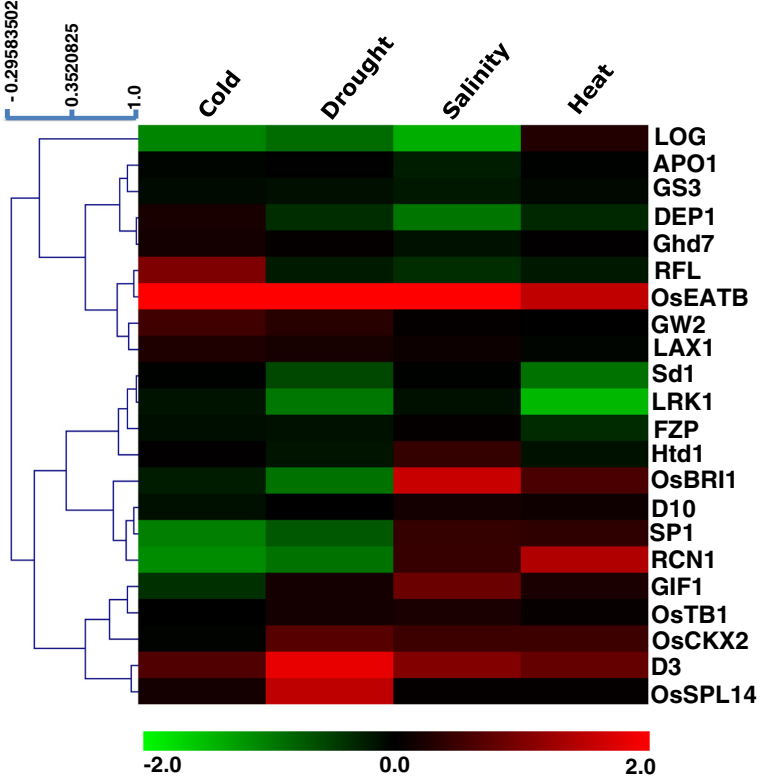 -0.29583502
0.3520825
1.0
Cold
Drought
Salinity
Heat
LOG
APO1
GS3
DEP1
Ghd7
RFL
OsEATB
GW2
LAX1
Sd1
LRK1
FZP
Htd1
OsBRI1
D10
SP1
RCN1
GIF1
OsTB1
OsCKX2
D3
OsSPL14
-2.0
0.0
2.0